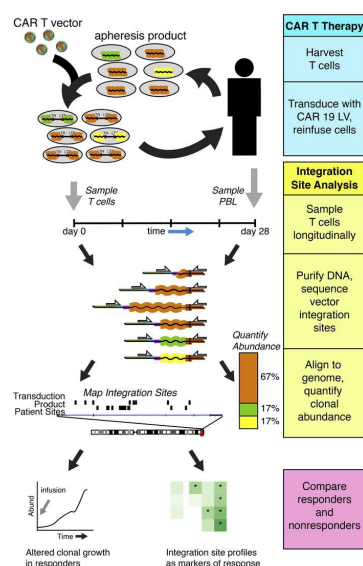 CAR T vector
apheresis product
CAR T Therapy
Harvest
T cells
Transduce with
CAR 19 LV,
reinfuse cells
Sample
T cells
Sample
PBL
day 0
time
day 28
Integration
Site Analysis
Sample
T cells
longitudinally
Purify DNA,
sequence
vector
integration
sites
Quantify
Abundance
67%
17%
17%
Align to
genome,
quantify
clonal
abundance
Map Integration Sites
Transduction
Product
Patient Sites
Abund
infusion
Time
Altered clonal growth
in responders
* *
*
* *
*
Integration site profiles
as markers of response
Compare
responders
and
nonresponders